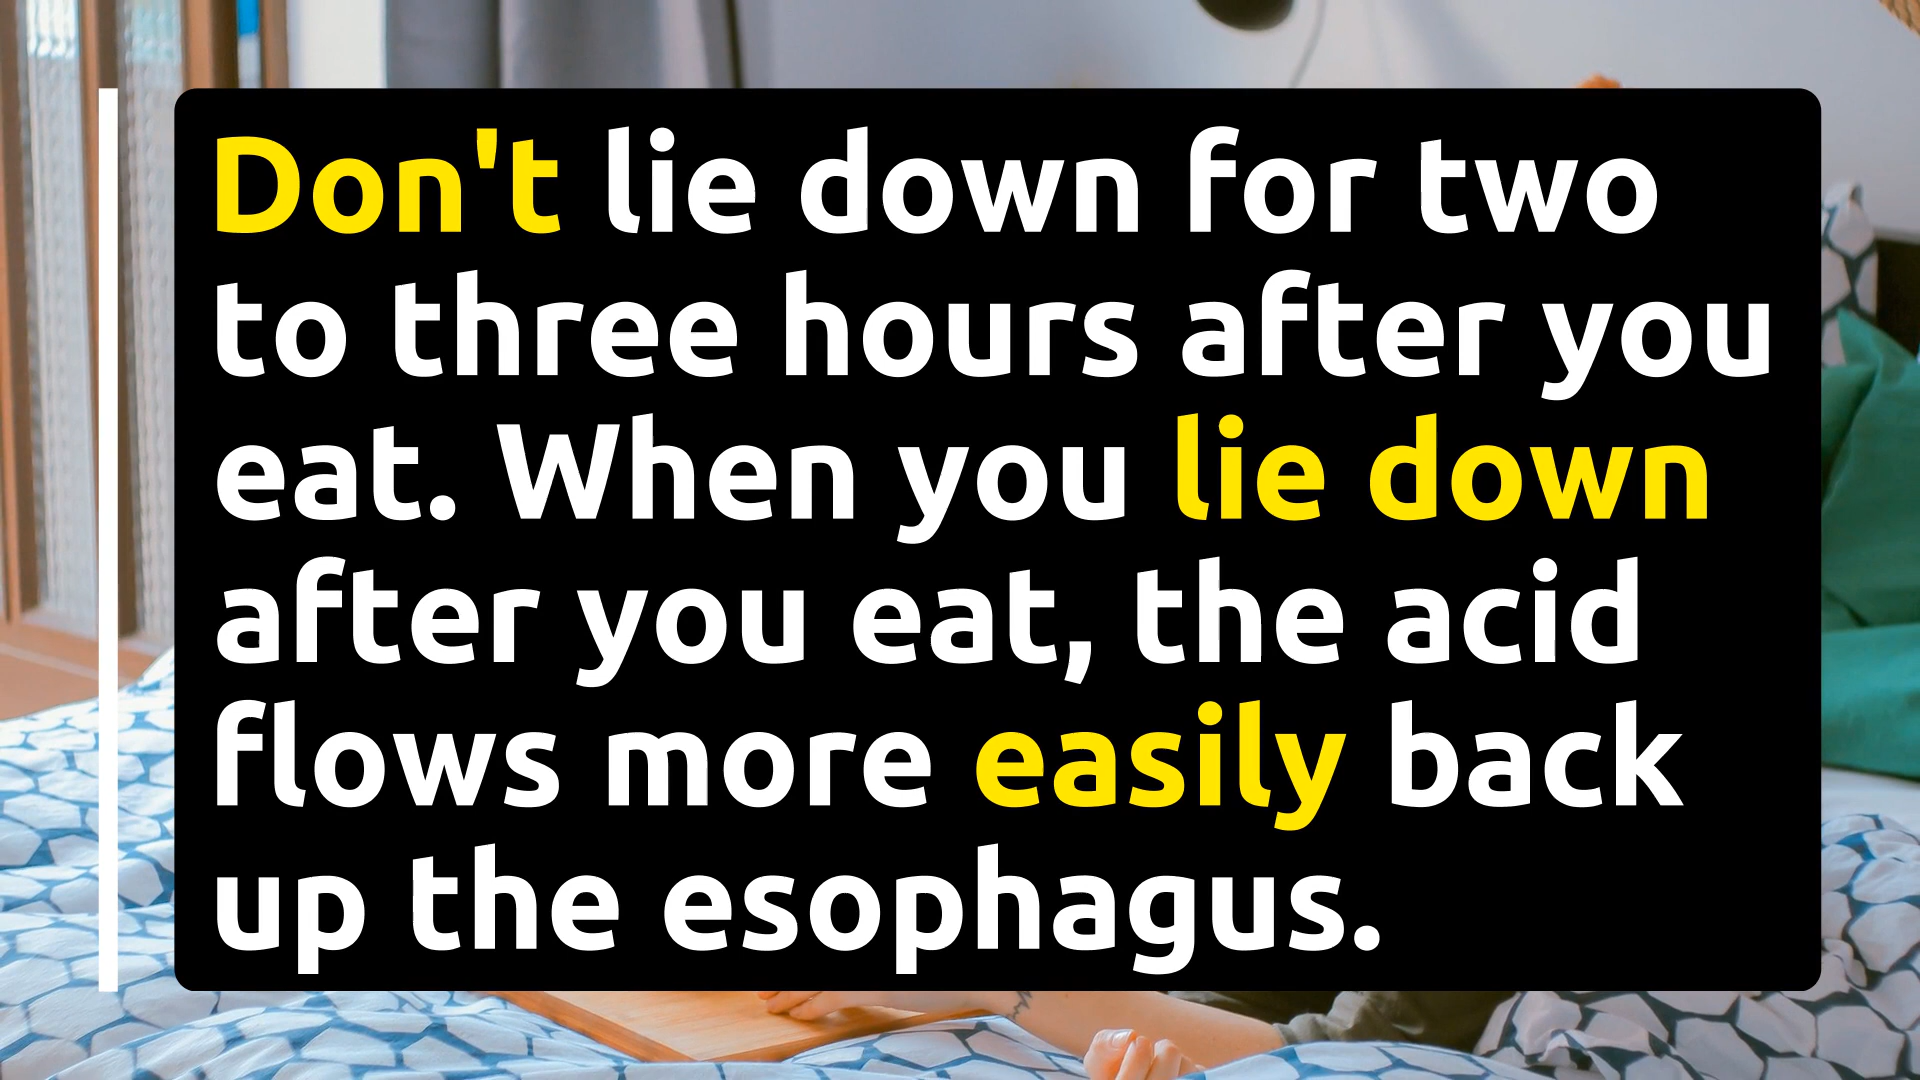 Don't lie down for two
to three hours after you
eat. When you lie down
after you eat, the acid
flows more easily back
up the esophagus.